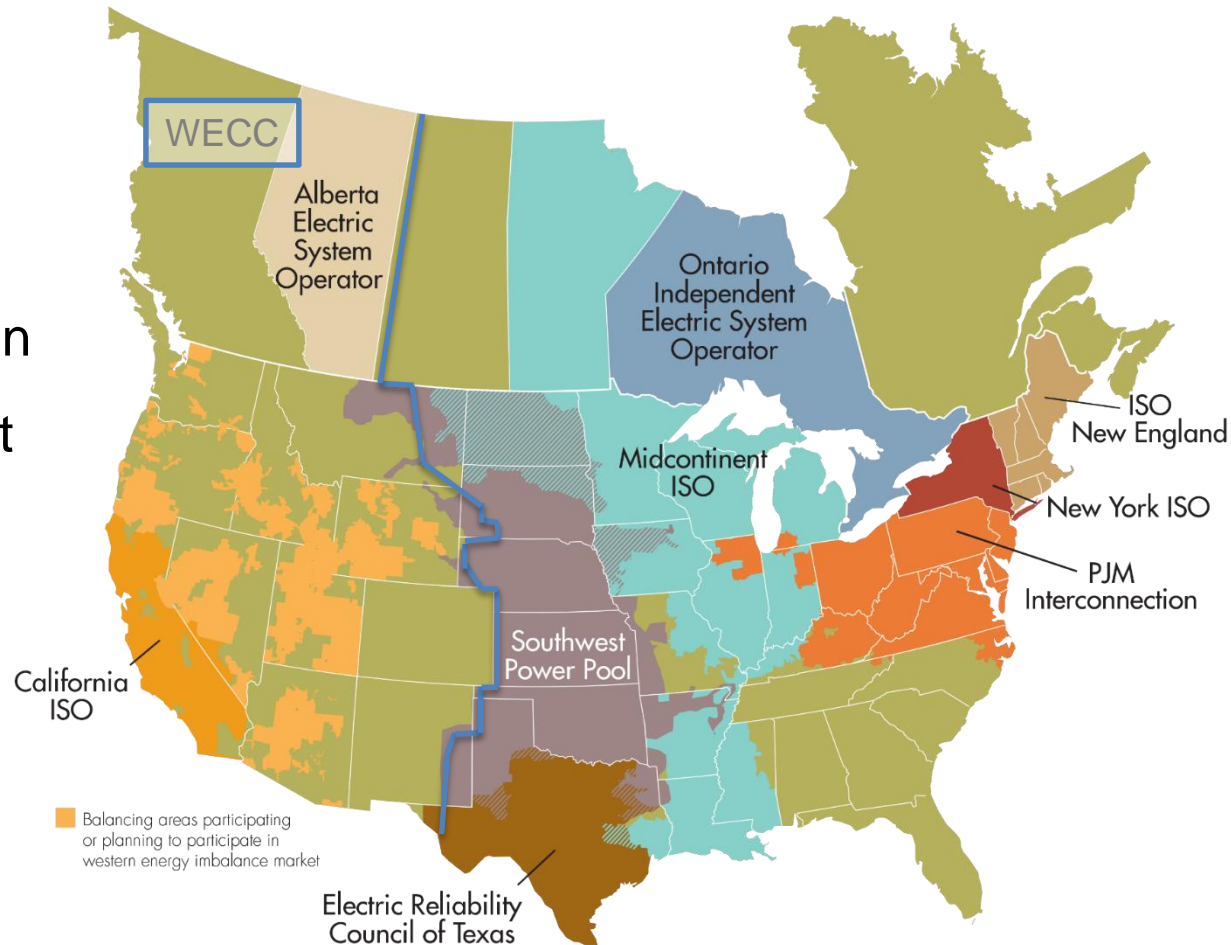 WECC
Alberta
Electric
System
Operator
Ontario
Independent
Electric System
Operator
n
t
ISO
New England
Midcontinent
ISO
New York ISO
PJM
Interconnection
Southwest
Power Pool
California
ISO
Balancing areas participating
or planning to participate in
western energy imbalance market
Electric Reliability
Council of Texas